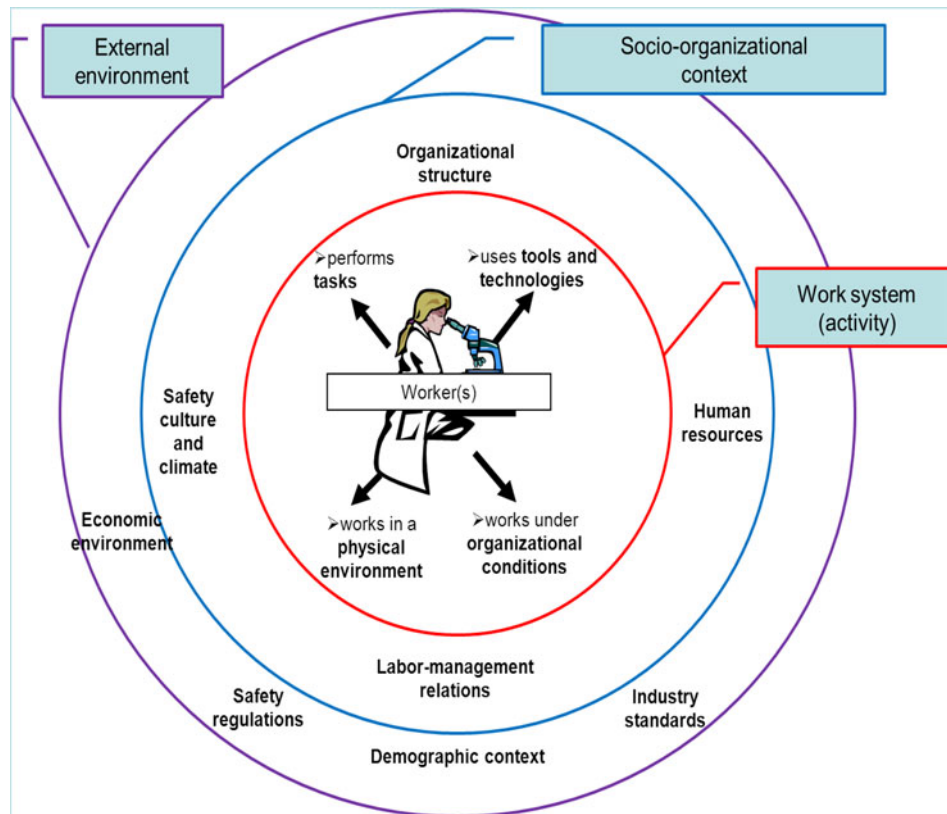 External
environment
Socio-organizational
context
Organizational
structure
➢performs
tasks
➢uses tools and
technologies
Work system
(activity)
Worker(s)
Safety
culture
and
climate
Human
resources
Economic
environment
➢works in a
physical
environment
➢works under
organizational
conditions
Labor-management
relations
Safety
regulations
Industry
standards
Demographic context